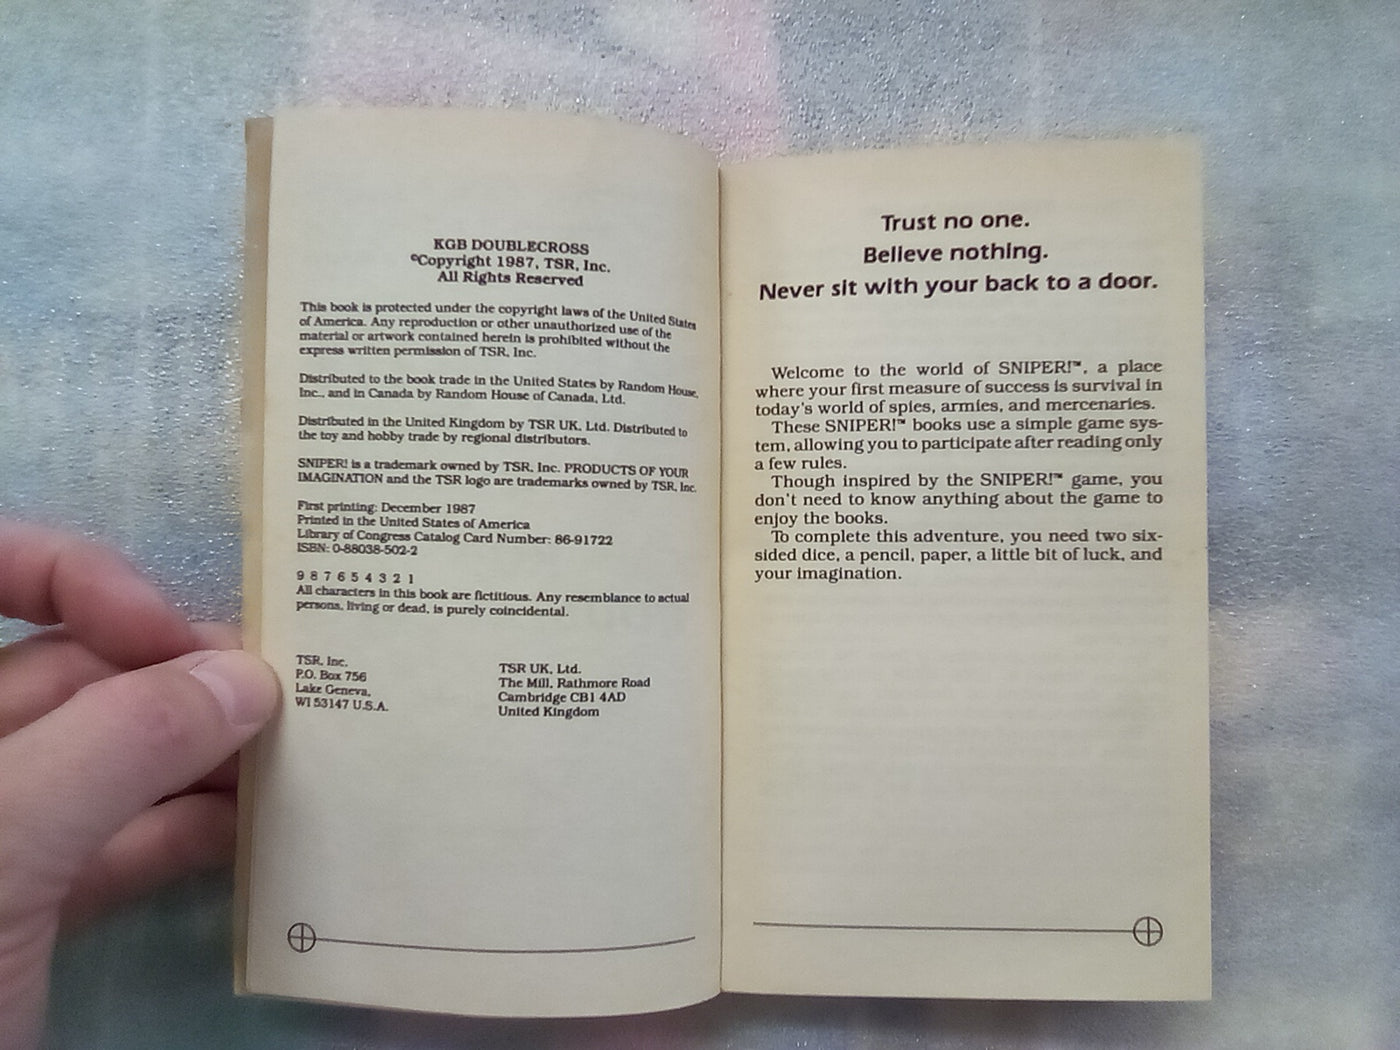 KGB DOUBLECROSS
©Copyright 1987, TSR, Inc.
All Rights Reserved
This book is protected under the copyright laws of the United States
of America. Any reproduction or other unauthorized use of the
material or artwork contained herein is prohibited without the
express written permission of TSR, Inc.
Distributed to the book trade in the United States by Random House,
Inc., and in Canada by Random House of Canada, Ltd.
Distributed in the United Kingdom by TSR UK, Ltd. Distributed to
the toy and hobby trade by regional distributors.
SNIPER! is a trademark owned by TSR, Inc. PRODUCTS OF YOUR
IMAGINATION and the TSR logo are trademarks owned by TSR, Inc.
First printing: December 1987
Printed in the United States of America
Library of Congress Catalog Card Number: 86-91722
ISBN: 0-88038-502-2
9 8 7 6 5 4 3 2 1
All characters in this book are fictitious. Any resemblance to actual
persons, living or dead, is purely coincidental.
TSR, Inc.
P.O. Box 756
Lake Geneva,
WI 53147 U.S.A.
TSR UK, Ltd.
The Mill, Rathmore Road
Cambridge CB1 4AD
United Kingdom
Trust no one.
Believe nothing.
Never sit with your back to a door.
Welcome to the world of SNIPER!™, a place
where your first measure of success is survival in
today's world of spies, armies, and mercenaries.
These SNIPER!™ books use a simple game sys-
tem, allowing you to participate after reading only
a few rules.
Though inspired by the SNIPER!™ game, you
don't need to know anything about the game to
enjoy the books.
To complete this adventure, you need two six-
sided dice, a pencil, paper, a little bit of luck, and
your imagination.